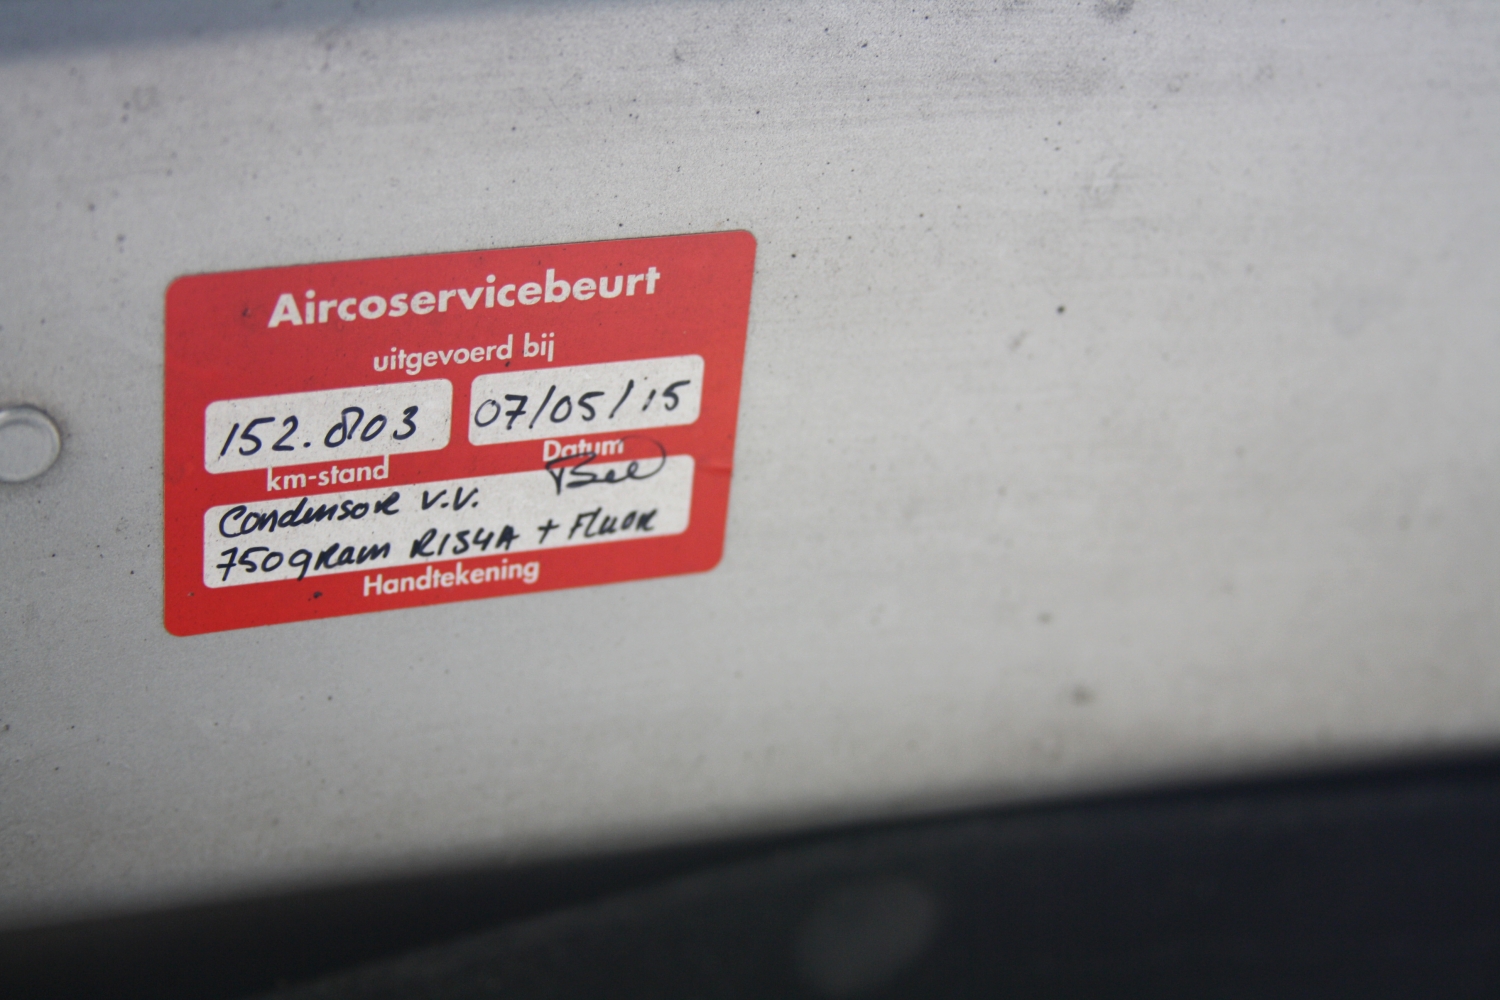 Aircoservicebeurt
uitgevoerd bij
152.803 07/05/15
km-stand Datum
Condensor v.v.
750gram R134A + Fluor
Handtekening